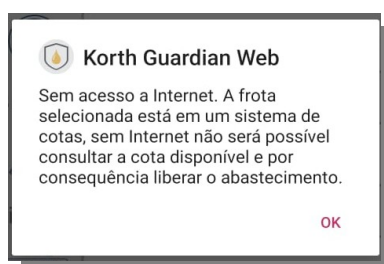 Korth Guardian Web
Sem acesso a Internet. A frota
selecionada está em um sistema de
cotas, sem Internet não será possível
consultar a cota disponível e por
consequência liberar o abastecimento.
OK